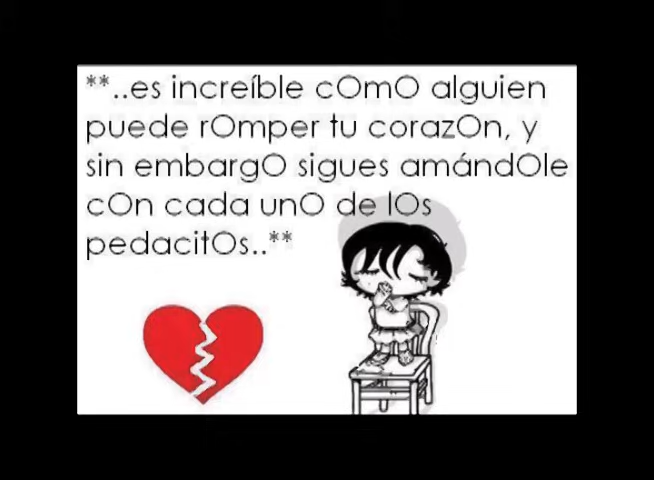 **..es increíble cOmO alguien
puede rOmper tu corazOn, y
sin embargO sigues amándOle
cOn cada unO de lOs
pedacitOs..**